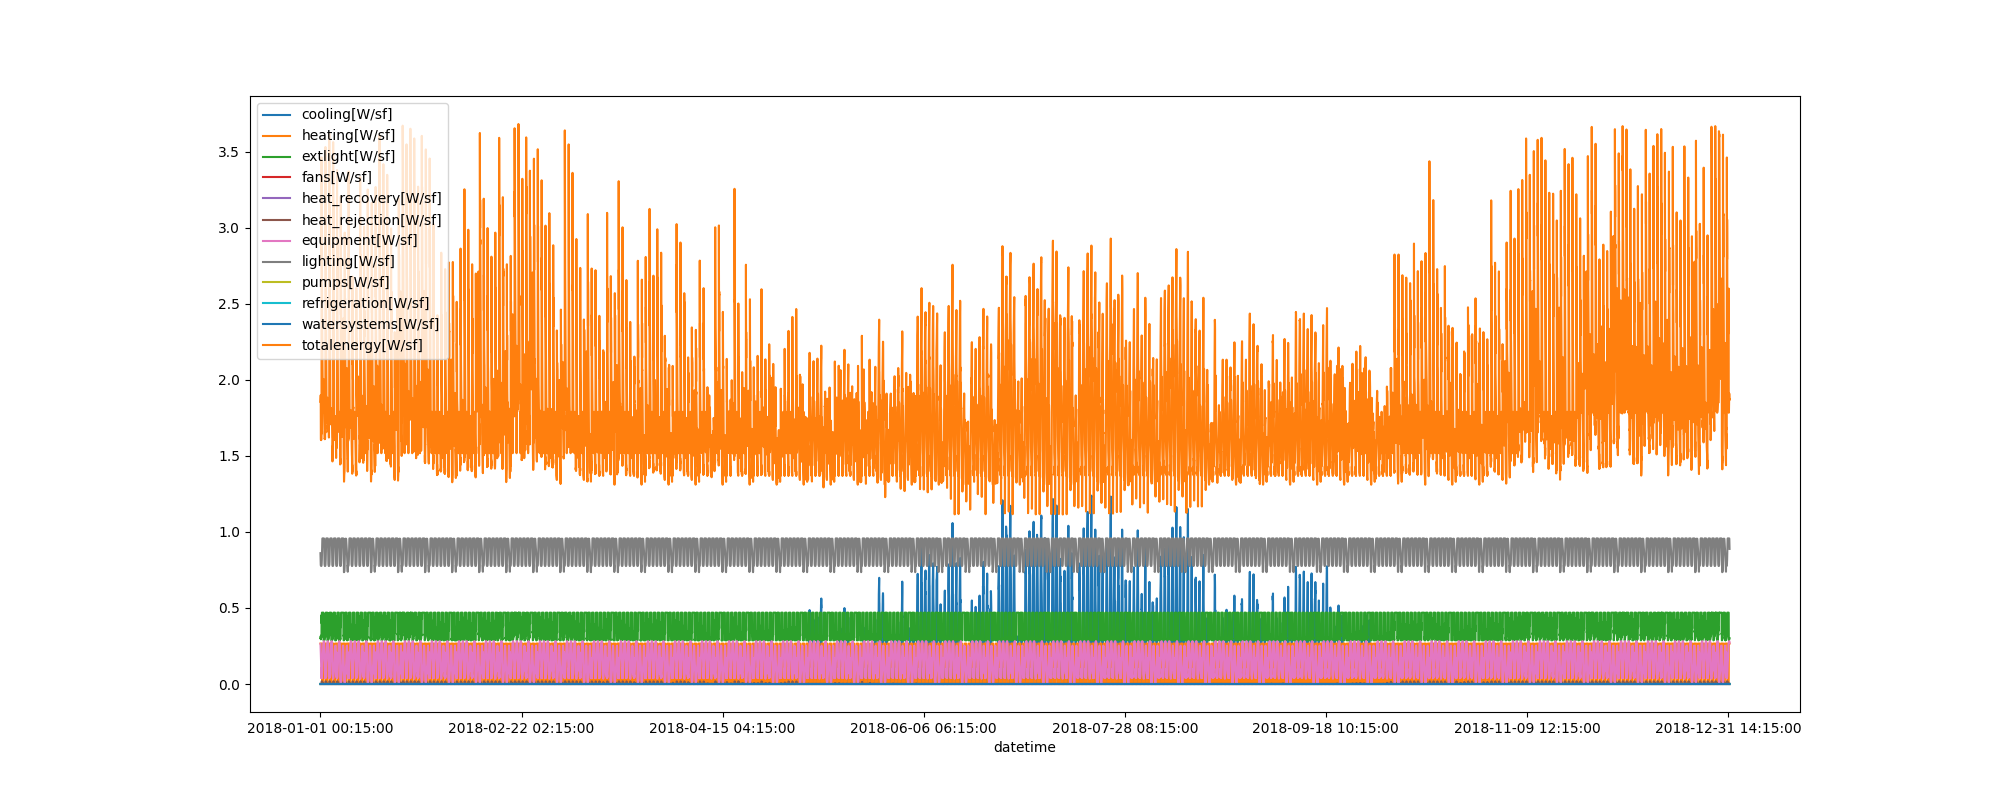 cooling[W/sf]
heating[W/sf]
extlight[W/sf]
fans[W/sf]
heat_recovery[W/sf]
heat_rejection[W/sf]
equipment[W/sf]
lighting[W/sf]
pumps[W/sf]
refrigeration[W/sf]
watersystems[W/sf]
totalenergy[W/sf]
3.5
3.0
2.5
2.0
1.5
1.0
0.5
0.0
2018-01-01 00:15:00 2018-02-22 02:15:00 2018-04-15 04:15:00 2018-06-06 06:15:00 2018-07-28 08:15:00 2018-09-18 10:15:00 2018-11-09 12:15:00 2018-12-31 14:15:00
datetime